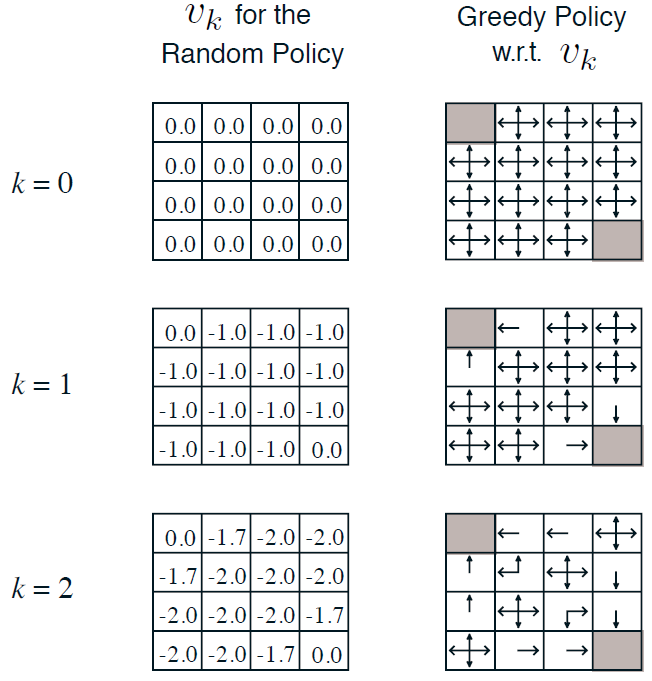 v_k for the
Random Policy
Greedy Policy
w.r.t. v_k
k = 0
0.0 0.0 0.0 0.0
0.0 0.0 0.0 0.0
0.0 0.0 0.0 0.0
0.0 0.0 0.0 0.0
k = 1
0.0 -1.0 -1.0 -1.0
-1.0 -1.0 -1.0 -1.0
-1.0 -1.0 -1.0 -1.0
-1.0 -1.0 -1.0 0.0
k = 2
0.0 -1.7 -2.0 -2.0
-1.7 -2.0 -2.0 -2.0
-2.0 -2.0 -2.0 -1.7
-2.0 -2.0 -1.7 0.0